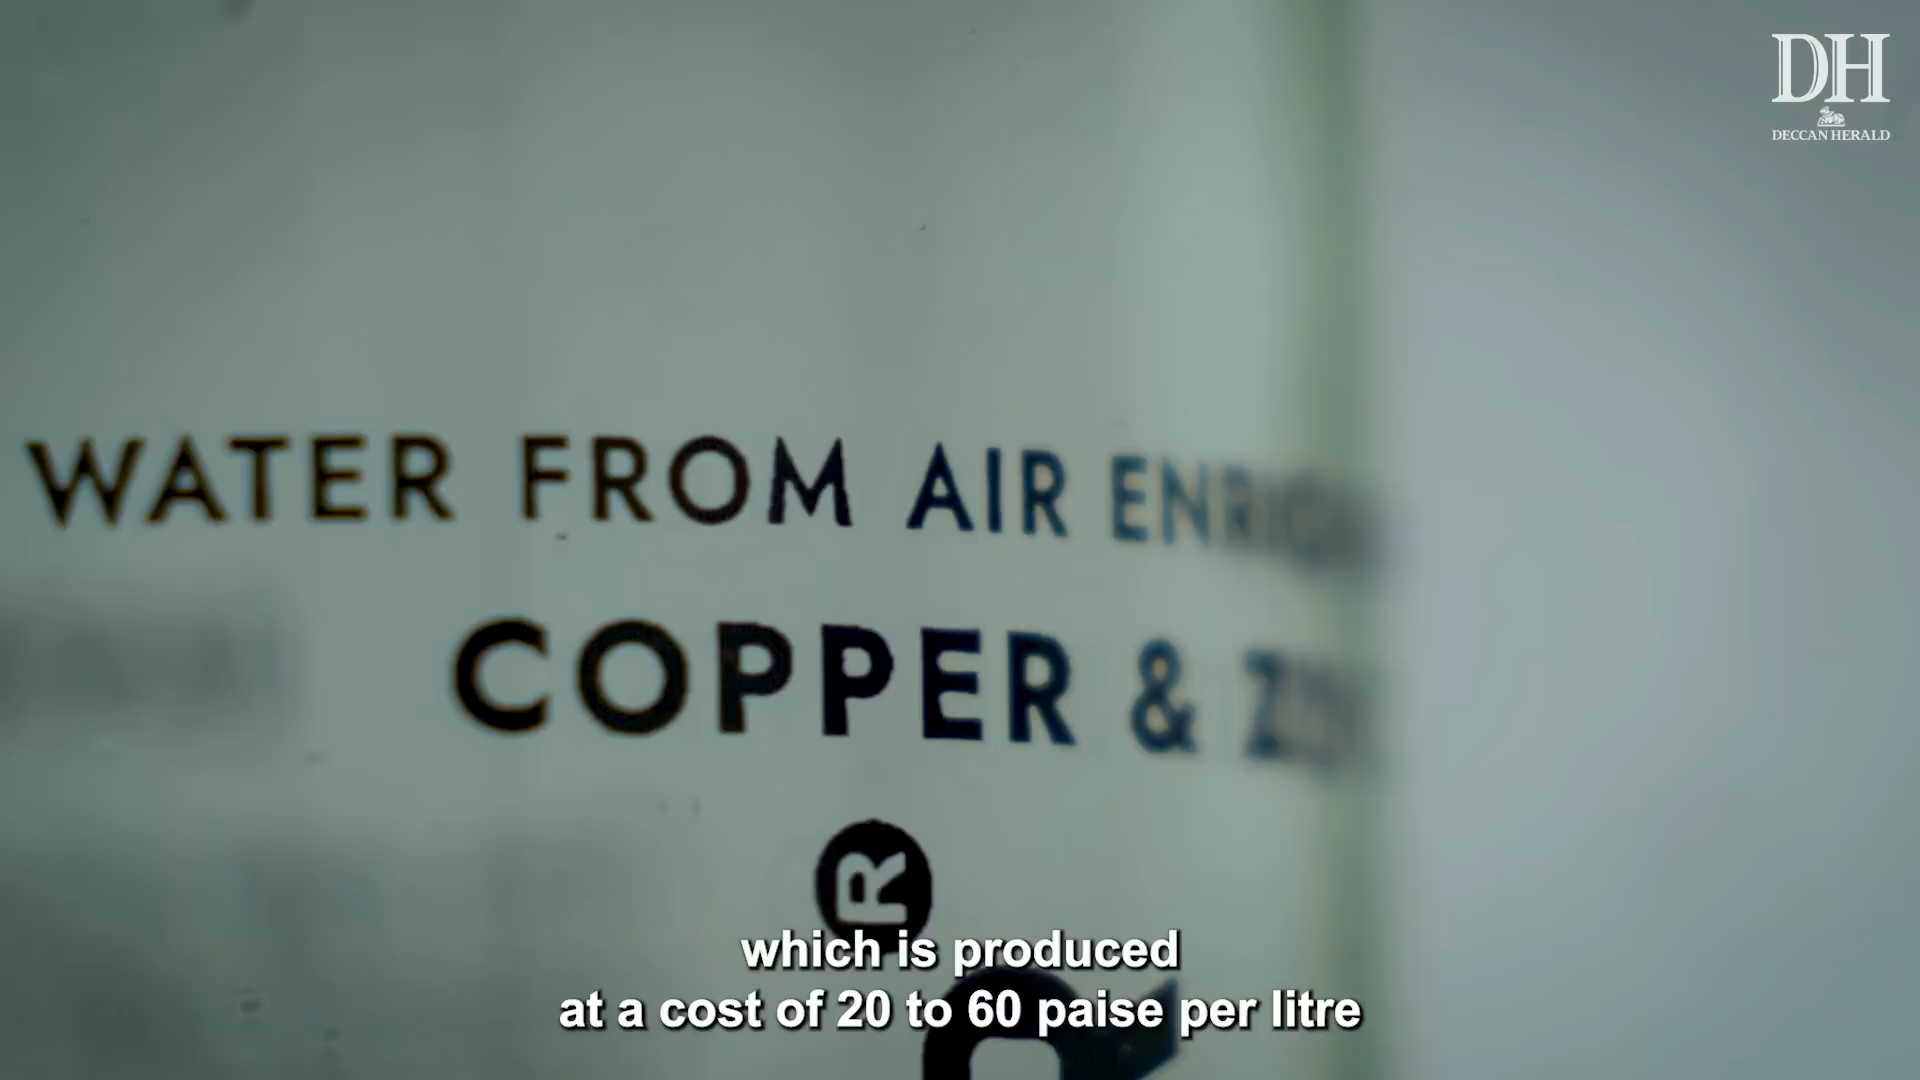 DH
DECCAN HERALD
WATER FROM AIR
COPPER &
R
which is produced
at a cost of 20 to 60 paise per litre